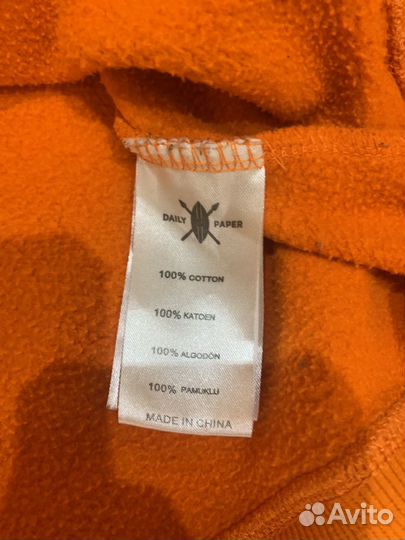 DAILY PAPER
100% COTTON
100% KATOEN
100% ALGODÓN
100% PAMUKLU
MADE IN CHINA
Avito